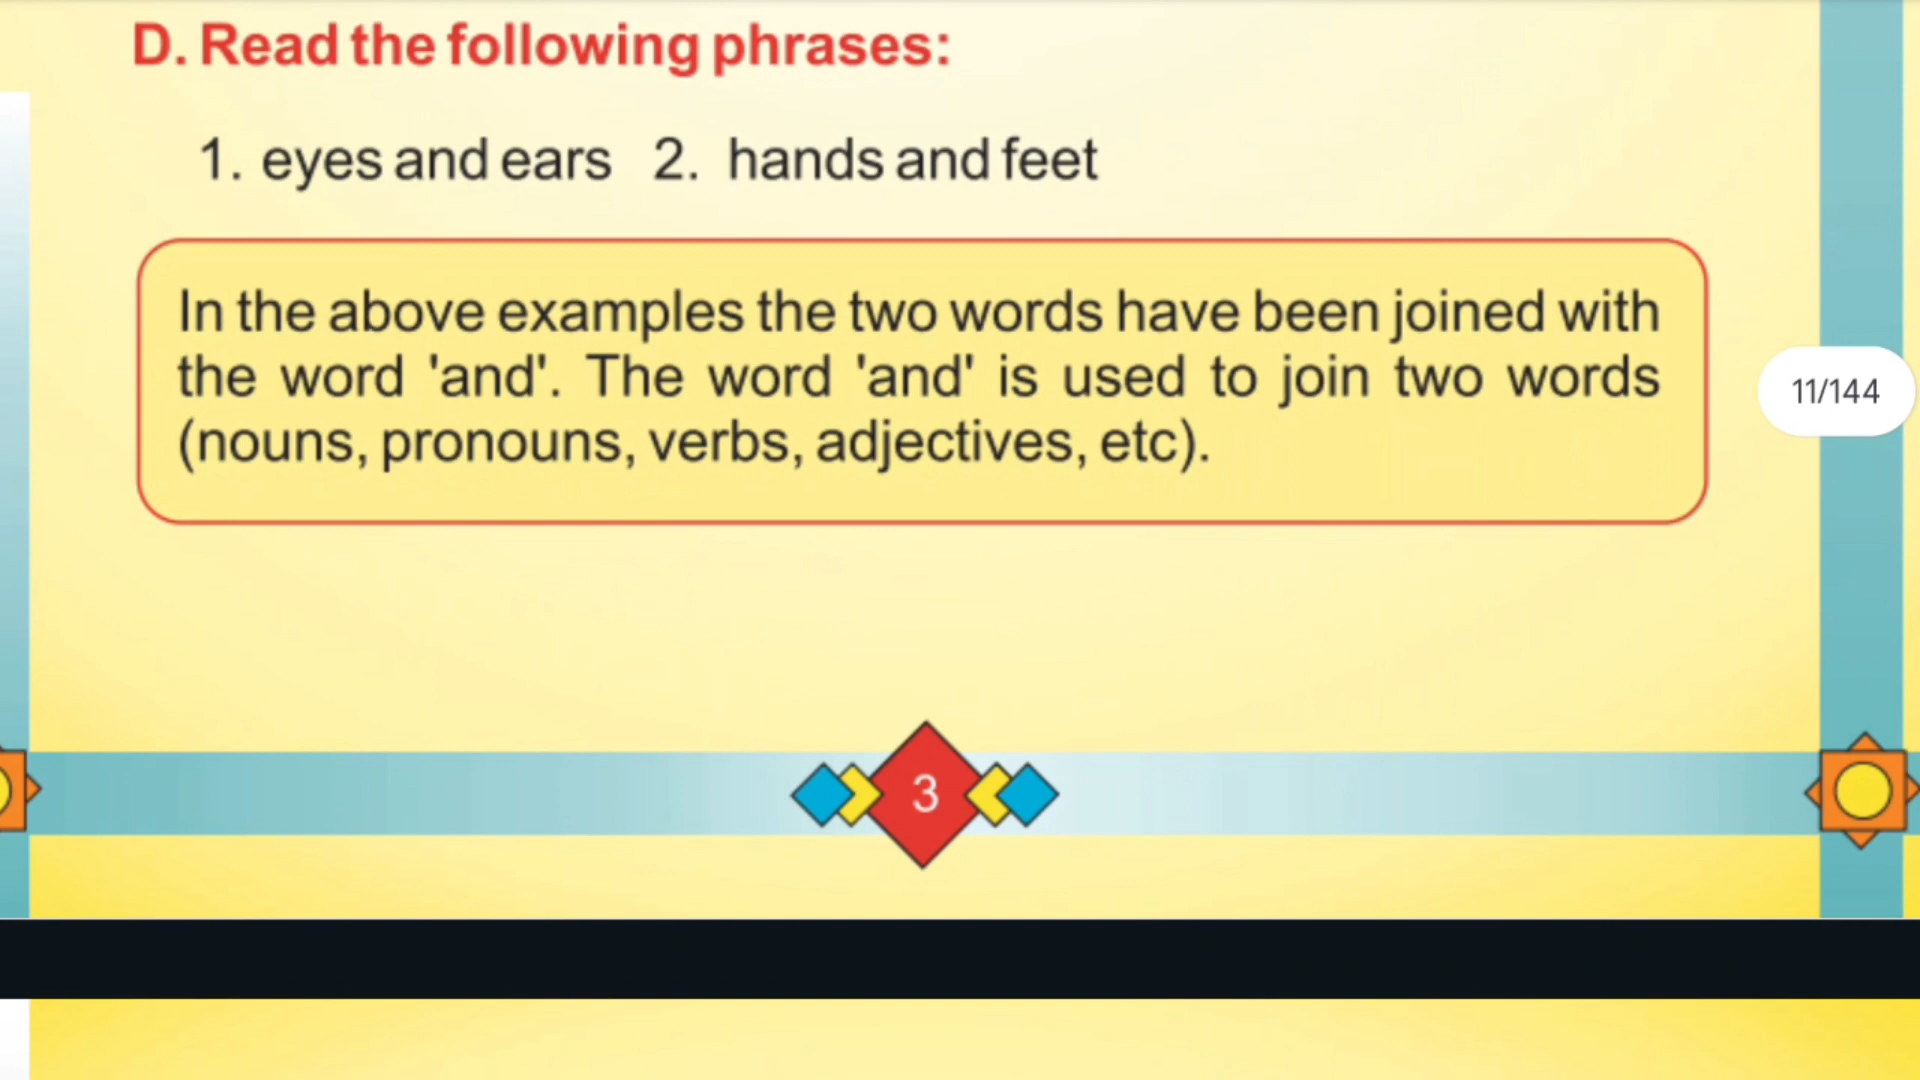 D. Read the following phrases:
1. eyes and ears 2. hands and feet
In the above examples the two words have been joined with
the word 'and'. The word 'and' is used to join two words
(nouns, pronouns, verbs, adjectives, etc).
11/144
3